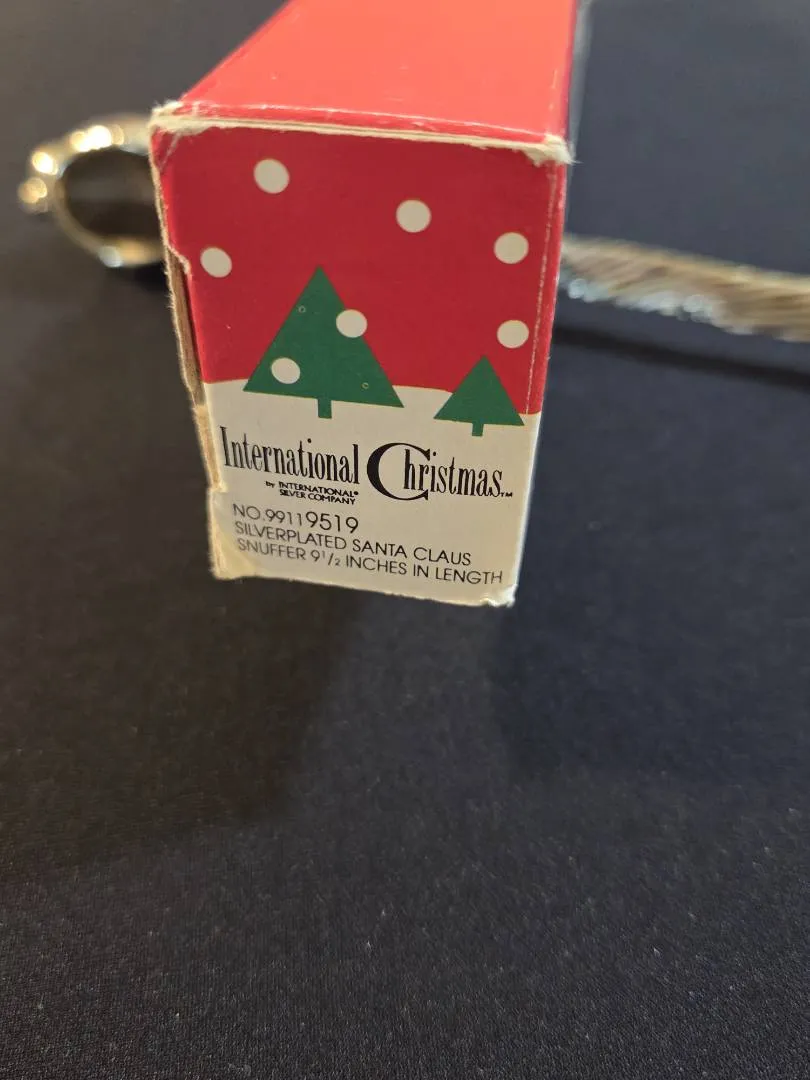 International Christmas™
by INTERNATIONAL®
SILVER COMPANY
NO.99119519
SILVERPLATED SANTA CLAUS
SNUFFER 9 1/2 INCHES IN LENGTH